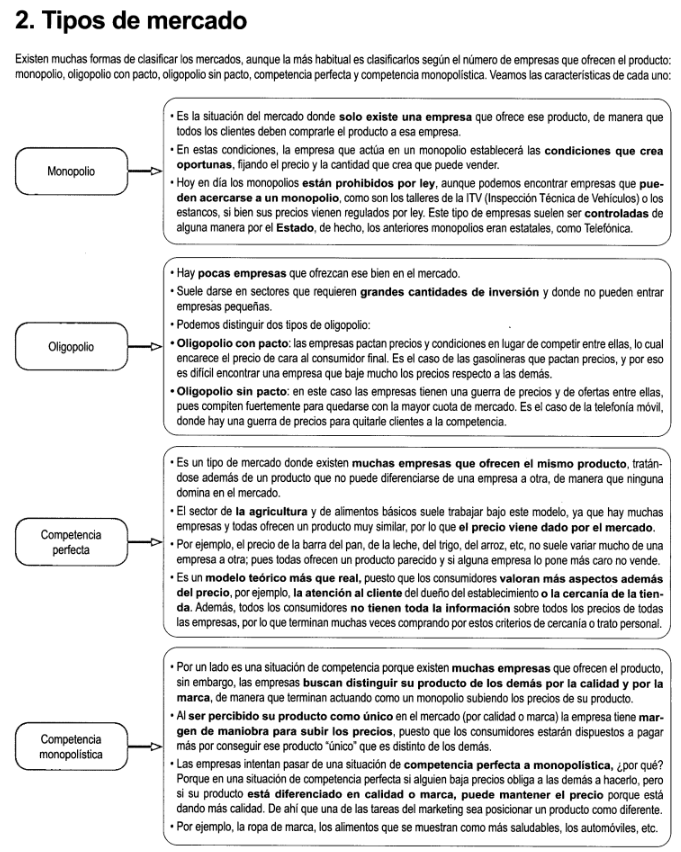 2. Tipos de mercado
Existen muchas formas de clasificar los mercados, aunque la más habitual es clasificarlos según el número de empresas que ofrecen el producto:
monopolio, oligopolio con pacto, oligopolio sin pacto, competencia perfecta y competencia monopolística. Veamos las características de cada uno:
Monopolio
• Es la situación del mercado donde solo existe una empresa que ofrece ese producto, de manera que
todos los clientes deben comprarle el producto a esa empresa.
• En estas condiciones, la empresa que actúa en un monopolio establecerá las condiciones que crea
oportunas, fijando el precio y la cantidad que crea que puede vender.
• Hoy en día los monopolios están prohibidos por ley, aunque podemos encontrar empresas que pue-
den acercarse a un monopolio, como son los talleres de la ITV (Inspección Técnica de Vehículos) o los
estancos, si bien sus precios vienen regulados por ley. Este tipo de empresas suelen ser controladas de
alguna manera por el Estado, de hecho, los anteriores monopolios eran estatales, como Telefónica.
Oligopolio
• Hay pocas empresas que ofrezcan ese bien en el mercado.
• Suele darse en sectores que requieren grandes cantidades de inversión y donde no pueden entrar
empresas pequeñas.
• Podemos distinguir dos tipos de oligopolio:
• Oligopolio con pacto: las empresas pactan precios y condiciones en lugar de competir entre ellas, lo cual
encarece el precio de cara al consumidor final. Es el caso de las gasolineras que pactan precios, y por eso
es difícil encontrar una empresa que baje mucho los precios respecto a las demás.
• Oligopolio sin pacto: en este caso las empresas tienen una guerra de precios y de ofertas entre ellas,
pues compiten fuertemente para quedarse con la mayor cuota de mercado. Es el caso de la telefonía móvil,
donde hay una guerra de precios para quitarle clientes a la competencia.
Competencia
perfecta
• Es un tipo de mercado donde existen muchas empresas que ofrecen el mismo producto, tratán-
dose además de un producto que no puede diferenciarse de una empresa a otra, de manera que ninguna
domina en el mercado.
• El sector de la agricultura y de alimentos básicos suele trabajar bajo este modelo, ya que hay muchas
empresas y todas ofrecen un producto muy similar, por lo que el precio viene dado por el mercado.
• Por ejemplo, el precio de la barra del pan, de la leche, del trigo, del arroz, etc, no suele variar mucho de una
empresa a otra; pues todas ofrecen un producto parecido y si alguna empresa lo pone más caro no vende.
• Es un modelo teórico más que real, puesto que los consumidores valoran más aspectos además
del precio, por ejemplo, la atención al cliente del dueño del establecimiento o la cercanía de la tien-
da. Además, todos los consumidores no tienen toda la información sobre todos los precios de todas
las empresas, por lo que terminan muchas veces comprando por estos criterios de cercanía o trato personal.
Competencia
monopolística
• Por un lado es una situación de competencia porque existen muchas empresas que ofrecen el producto,
sin embargo, las empresas buscan distinguir su producto de los demás por la calidad y por la
marca, de manera que terminan actuando como un monopolio subiendo los precios de su producto.
• Al ser percibido su producto como único en el mercado (por calidad o marca) la empresa tiene mar-
gen de maniobra para subir los precios, puesto que los consumidores estarán dispuestos a pagar
más por conseguir ese producto “único” que es distinto de los demás.
• Las empresas intentan pasar de una situación de competencia perfecta a monopolística, ¿por qué?
Porque en una situación de competencia perfecta si alguien baja precios obliga a las demás a hacerlo, pero
si su producto está diferenciado en calidad o marca, puede mantener el precio porque está
dando más calidad. De ahí que una de las tareas del marketing sea posicionar un producto como diferente.
• Por ejemplo, la ropa de marca, los alimentos que se muestran como más saludables, los automóviles, etc.